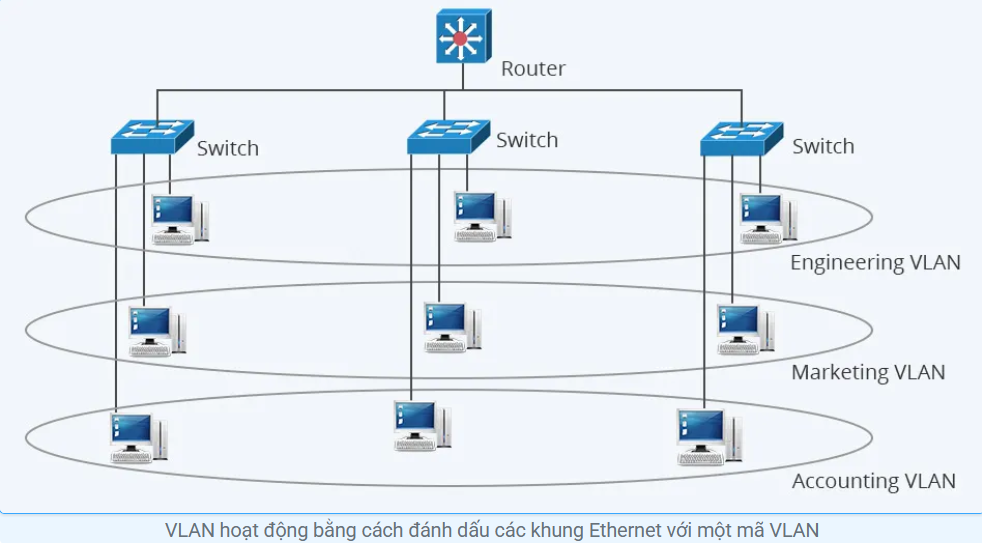 Router
Switch
Switch
Switch
Engineering VLAN
Marketing VLAN
Accounting VLAN
VLAN hoạt động bằng cách đánh dấu các khung Ethernet với một mã VLAN